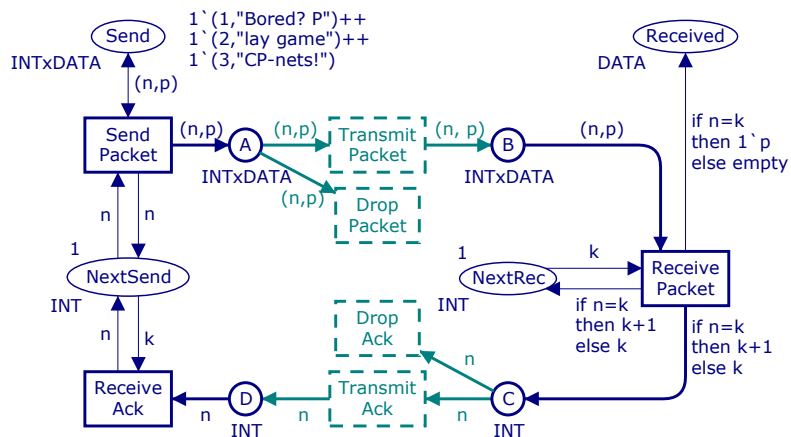 Send
1`(1,"Bored? P")++
1`(2,"lay game")++
1`(3,"CP-nets!")
INTxDATA
(n,p)
Received
DATA
Send
Packet
(n,p)
A
INTxDATA
(n,p)
(n,p)
Transmit
Packet
Drop
Packet
(n, p)
B
INTxDATA
(n,p)
if n=k
then 1`p
else empty
n
n
1
NextSend
INT
1
NextRec
INT
k
if n=k
then k+1
else k
Receive
Packet
if n=k
then k+1
else k
n
k
Receive
Ack
n
D
INT
n
Drop
Ack
Transmit
Ack
n
n
C
INT